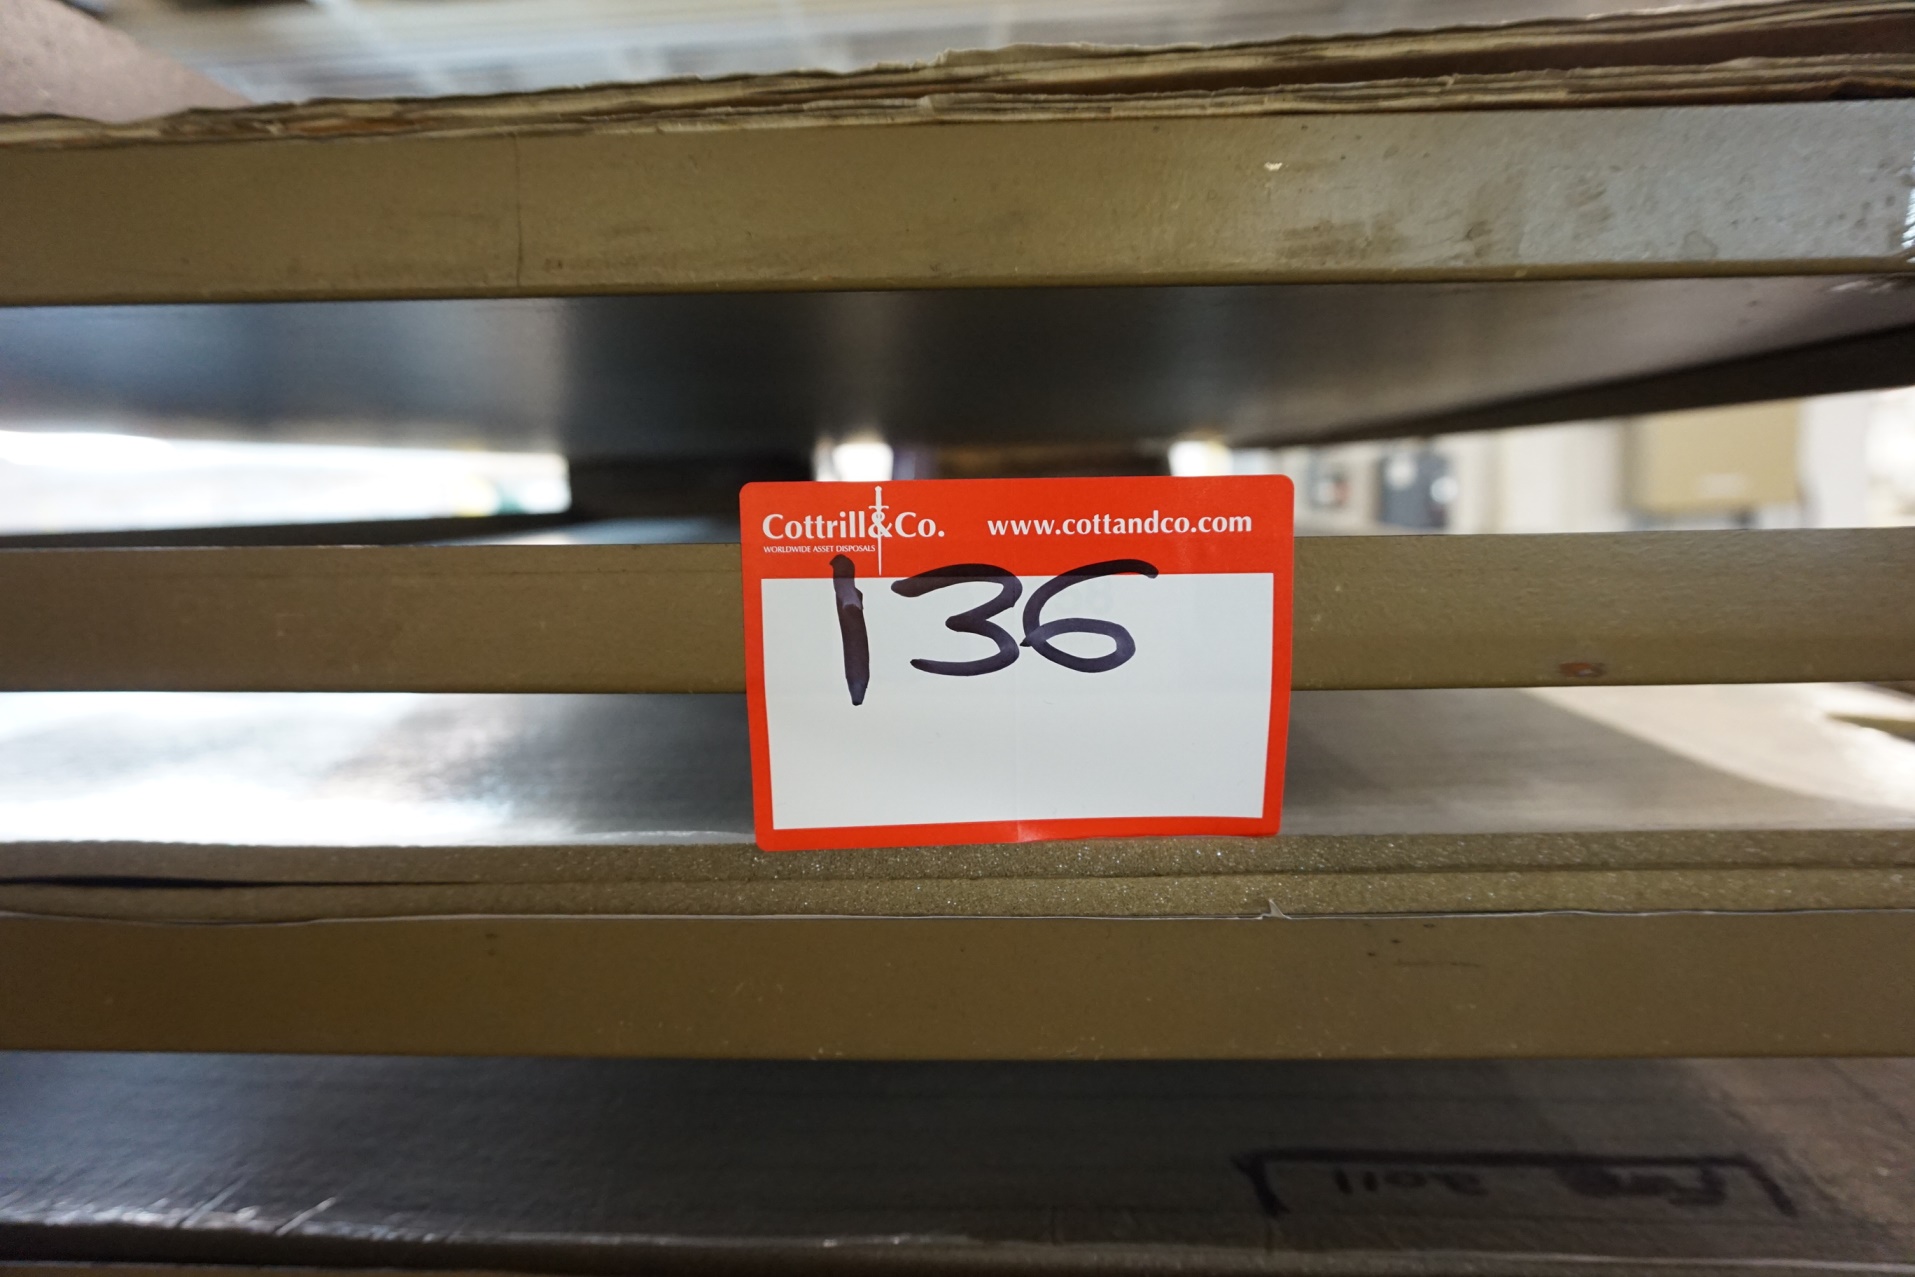 Cottrill&Co. www.cottandco.com
WORLDWIDE ASSET DISPOSALS
136